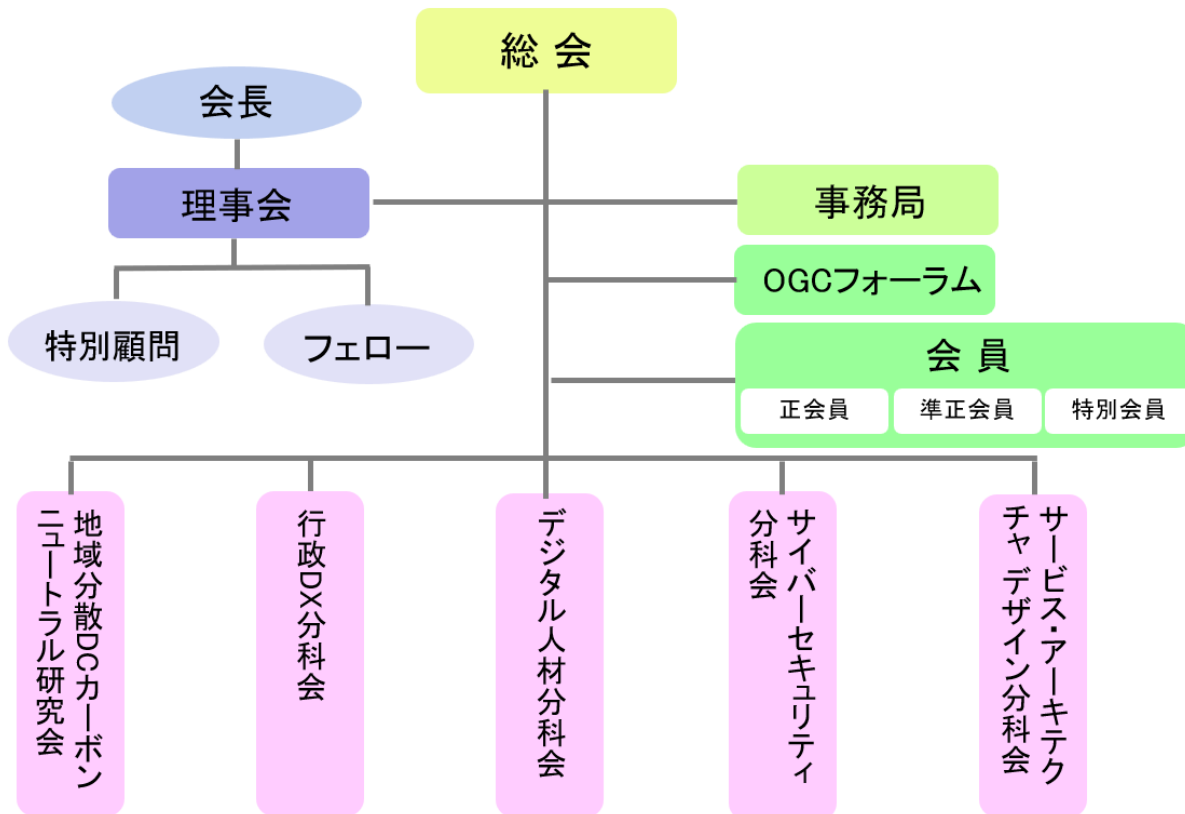 総 会
会長
理事会
事務局
OGCフォーラム
特別顧問
フェロー
会 員
正会員
準正会員
特別会員
地域分散DCカーボン
ニュートラル研究会
行政DX分科会
デジタル人材分科会
サイバーセキュリティ
分科会
サービス・アーキテク
チャ デザイン分科会